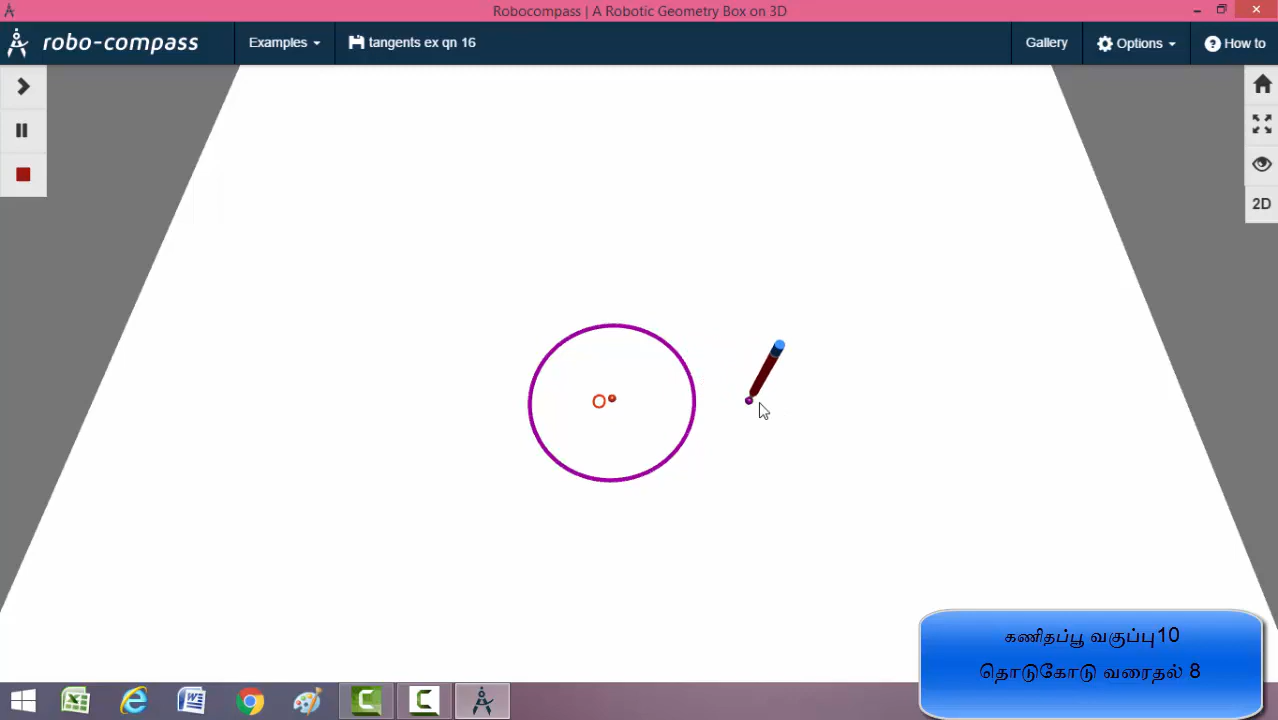 Robocompass | A Robotic Geometry Box on 3D
robo-compass Examples tangents ex qn 16 Gallery Options How to
2D
O
கணிதப்பூ வகுப்பு10
தொடுகோடு வரைதல் 8